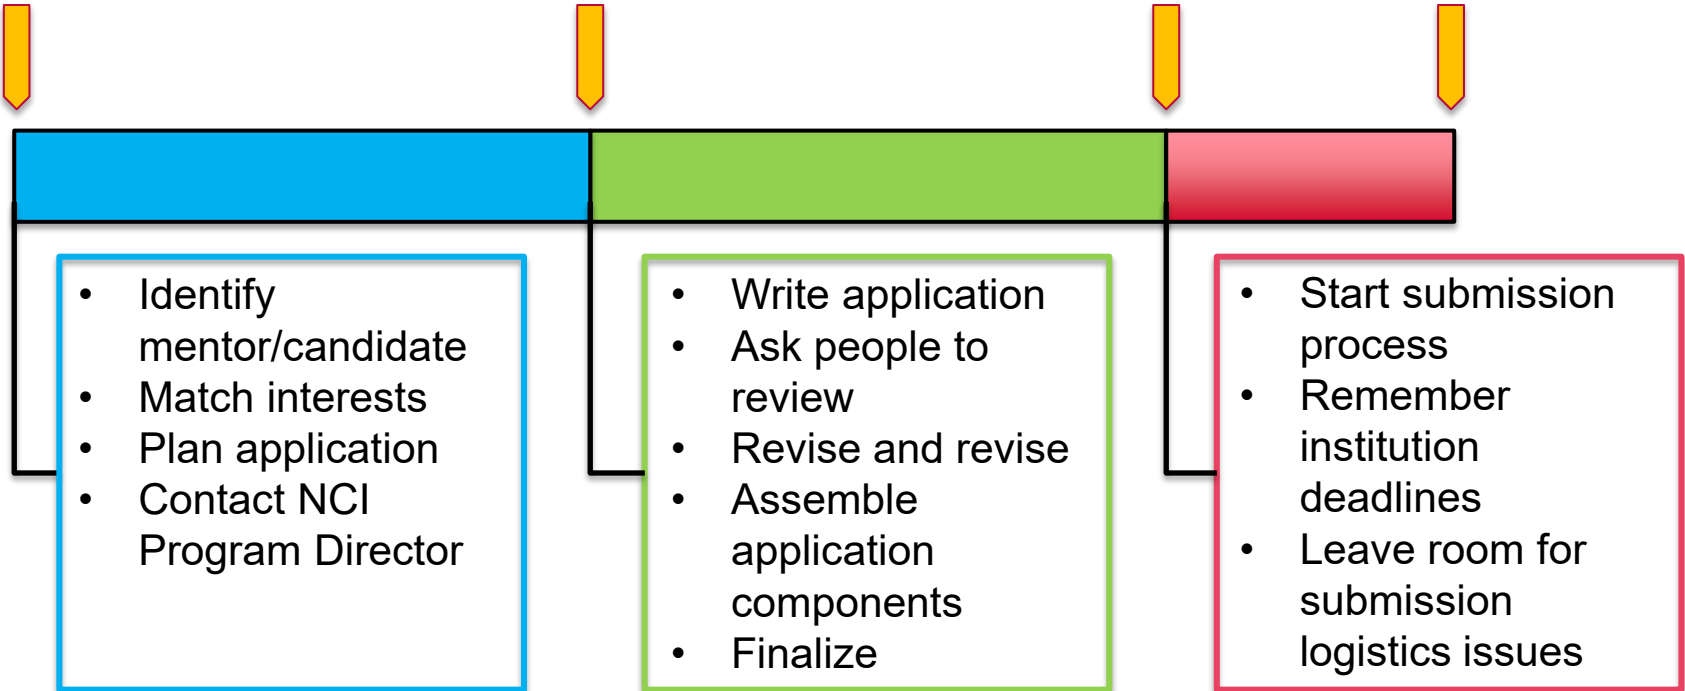 • Identify
mentor/candidate
• Match interests
• Plan application
• Contact NCI
Program Director
• Write application
• Ask people to
review
• Revise and revise
• Assemble
application
components
• Finalize
• Start submission
process
• Remember
institution
deadlines
• Leave room for
submission
logistics issues